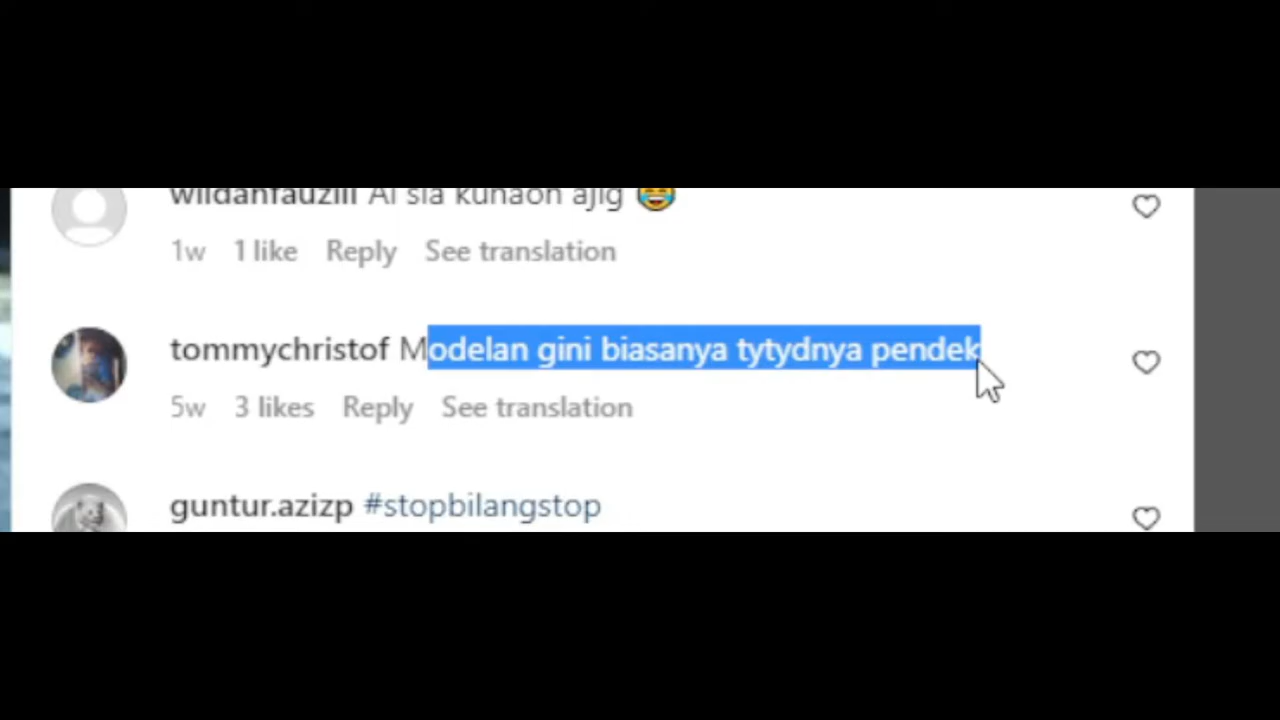 wildanfauziii Ai sia kunaon ajig 😂
1w 1 like Reply See translation
tommychristof Modelan gini biasanya tytydnya pendek
5w 3 likes Reply See translation
guntur.azizp #stopbilangstop